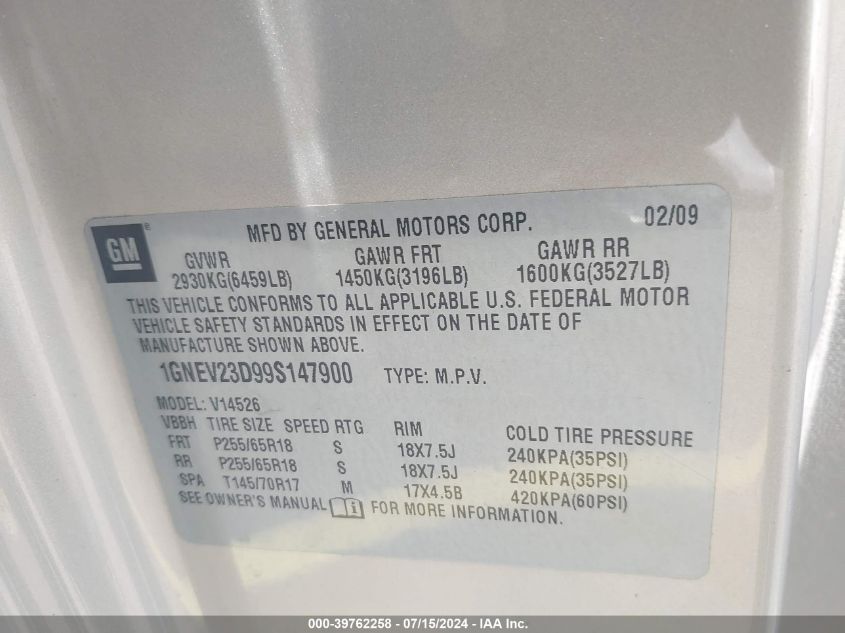 GM ®
MFD BY GENERAL MOTORS CORP. 02/09
GVWR GAWR FRT GAWR RR
2930KG(6459LB) 1450KG(3196LB) 1600KG(3527LB)
THIS VEHICLE CONFORMS TO ALL APPLICABLE U.S. FEDERAL MOTOR
VEHICLE SAFETY STANDARDS IN EFFECT ON THE DATE OF
MANUFACTURE SHOWN ABOVE.
1GNEV23D99S147900 TYPE: M.P.V.
MODEL: V14526
VBBH TIRE SIZE SPEED RTG RIM COLD TIRE PRESSURE
FRT P255/65R18 S 18X7.5J 240KPA(35PSI)
RR P255/65R18 S 18X7.5J 240KPA(35PSI)
SPA T145/70R17 M 17X4.5B 420KPA(60PSI)
SEE OWNER'S MANUAL FOR MORE INFORMATION.
000-39762258 - 07/15/2024 - IAA Inc.